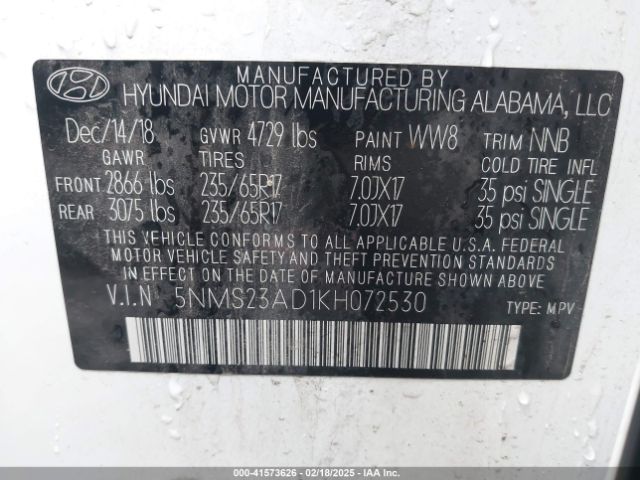 MANUFACTURED BY
HYUNDAI MOTOR MANUFACTURING ALABAMA, LLC
Dec/14/18 GVWR 4729 lbs PAINT WW8 TRIM NNB
GAWR TIRES RIMS COLD TIRE INFL
FRONT 2866 lbs 235/65R17 7.0JX17 35 psi SINGLE
REAR 3075 lbs 235/65R17 7.0JX17 35 psi SINGLE
THIS VEHICLE CONFORMS TO ALL APPLICABLE U.S.A. FEDERAL
MOTOR VEHICLE SAFETY AND THEFT PREVENTION STANDARDS
IN EFFECT ON THE DATE OF MANUFACTURE SHOWN ABOVE
V.I.N 5NMS23AD1KH072530 TYPE: MPV
000-41573626 - 02/18/2025 - IAAI.COM